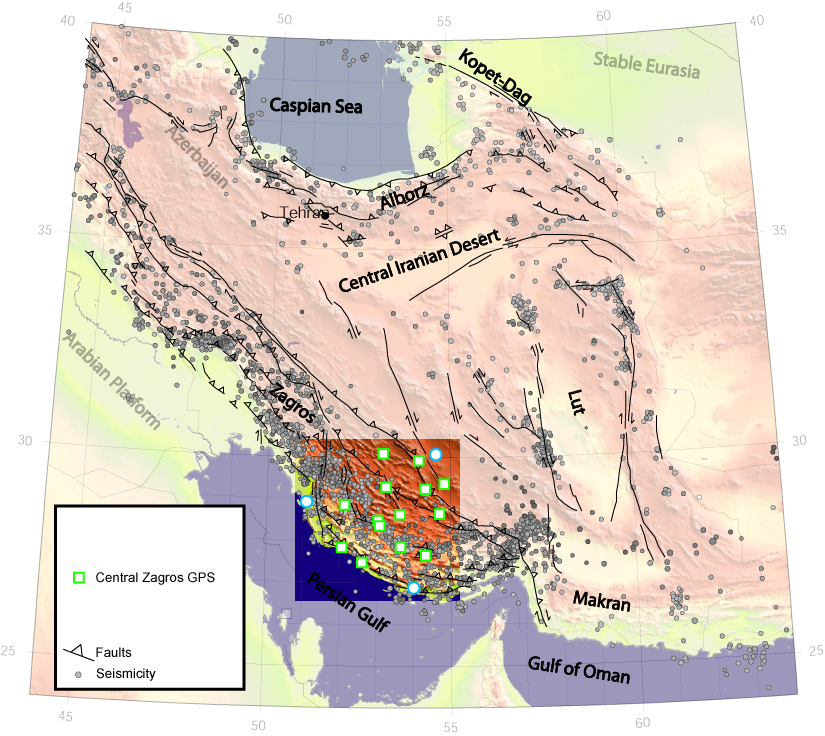 45
50
55
60
40
40
Kopet-Dag
Stable Eurasia
Caspian Sea
Azerbaijan
Alborz
Tehra
35
35
Central Iranian Desert
Arabian Platform
Zagros
Lut
30
30
Central Zagros GPS
Persian Gulf
Makran
Faults
Seismicity
25
25
Gulf of Oman
45
50
55
60